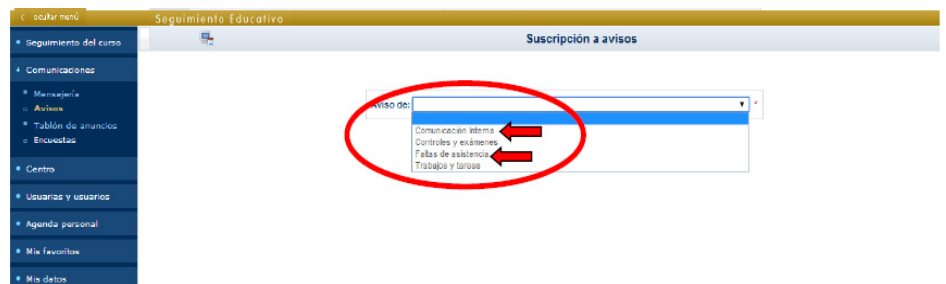 ocultar menú
Seguimiento Educativo
Seguimiento del curso
Suscripción a avisos
Comunicaciones
Mensajería
Avisos
Tablón de anuncios
Encuestas
Centro
Usuarias y usuarios
Agenda personal
Mis favoritos
Mis datos
Aviso de:
*
Comunicación interna
Controles y exámenes
Faltas de asistencia
Trabajos y tareas